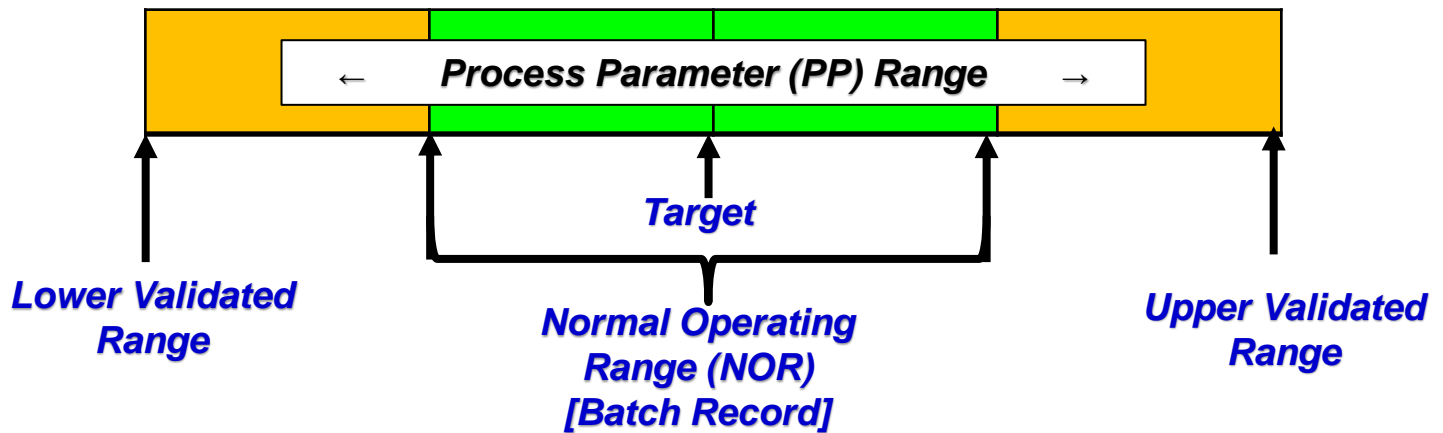 ← Process Parameter (PP) Range →
Target
Lower Validated
Range
Normal Operating
Range (NOR)
[Batch Record]
Upper Validated
Range